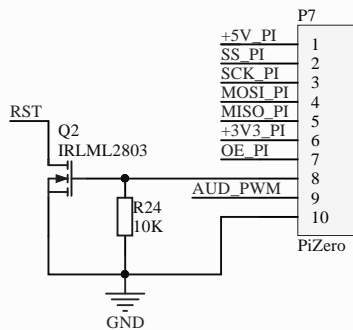 P7
+5V_PI 1
SS_PI 2
SCK_PI 3
MOSI_PI 4
MISO_PI 5
+3V3_PI 6
OE_PI 7
8
AUD_PWM 9
10
PiZero
RST
Q2
IRLML2803
R24
10K
GND